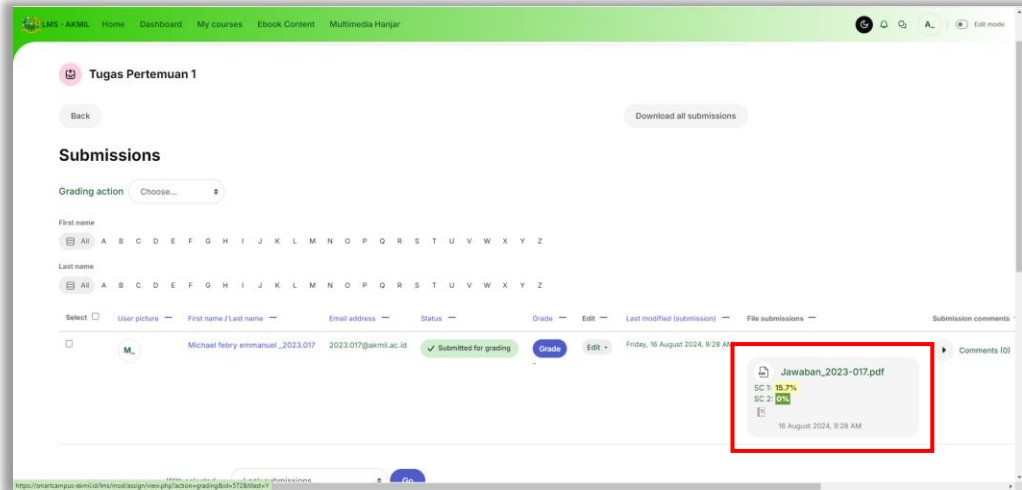 LMS - AKMIL Home Dashboard My courses Ebook Content Multimedia Hanjar A_ Edit mode
Tugas Pertemuan 1
Back Download all submissions
Submissions
Grading action Choose...
First name
All A B C D E F G H I J K L M N O P Q R S T U V W X Y Z
Last name
All A B C D E F G H I J K L M N O P Q R S T U V W X Y Z
Select User picture First name / Last name Email address Status Grade Edit Last modified (submission) File submissions Submission comments
M_ Michael febry emmanuel _2023.017 2023.017@akmil.ac.id Submitted for grading Grade Edit Friday, 16 August 2024, 9:28 AM Comments (0)
-
Jawaban_2023-017.pdf
SC 1: 15.7%
SC 2: 0%
16 August 2024, 9:28 AM
Go
https://smartcampus-akmil.id/lms/mod/assign/view.php?action=grading&id=572&tilast=Y